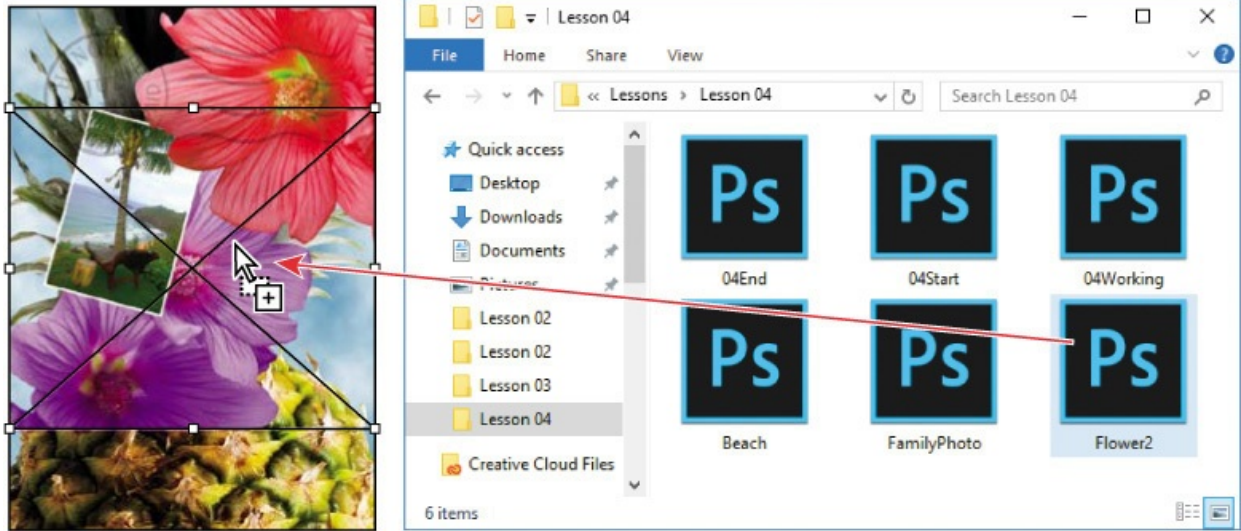 Lesson 04
File Home Share View
« Lessons › Lesson 04 Search Lesson 04
Quick access
Desktop
Downloads
Documents
Pictures
Lesson 02
Lesson 02
Lesson 03
Lesson 04
Creative Cloud Files
Ps Ps Ps
04End 04Start 04Working
Ps Ps Ps
Beach FamilyPhoto Flower2
6 items